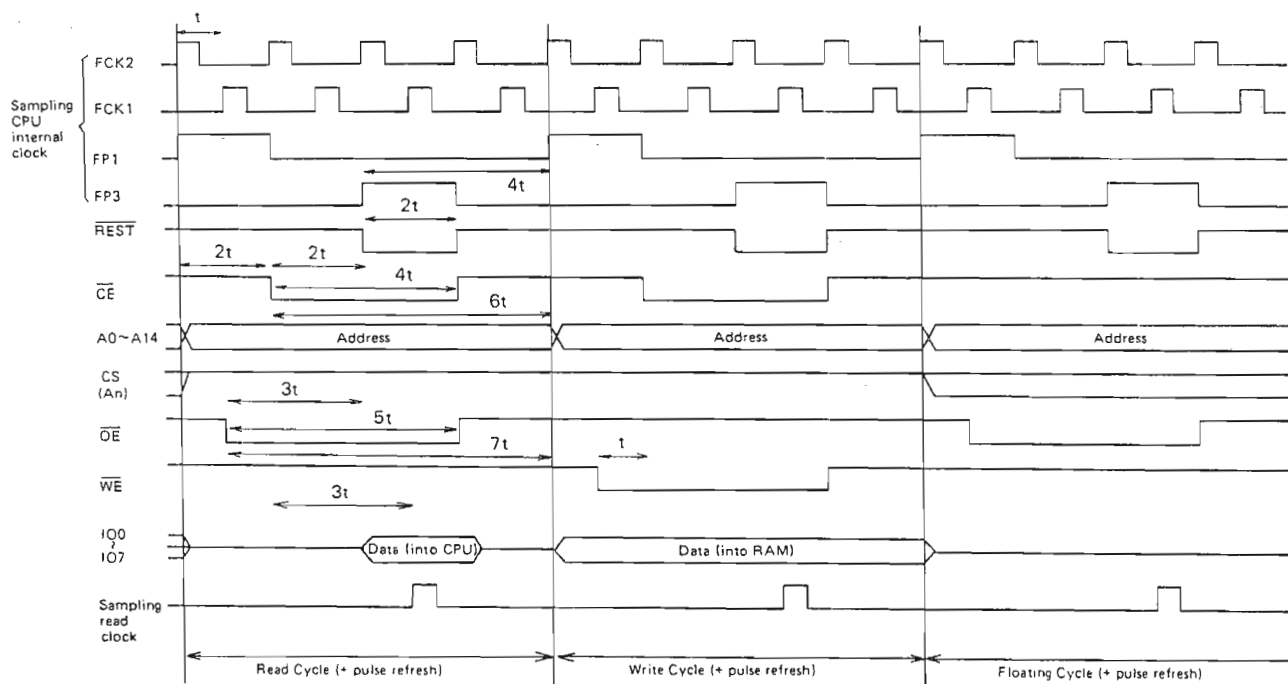 t
FCK2
FCK1
Sampling
CPU
internal
clock
FP1
4t
FP3
2t
REST
2t 2t
4t
CE
6t
A0~A14 Address Address Address
CS
(An)
3t
5t
OE
7t t
WE
3t
IO0
~
IO7
Data (into CPU) Data (into RAM)
Sampling
read
clock
Read Cycle (+ pulse refresh) Write Cycle (+ pulse refresh) Floating Cycle (+ pulse refresh)